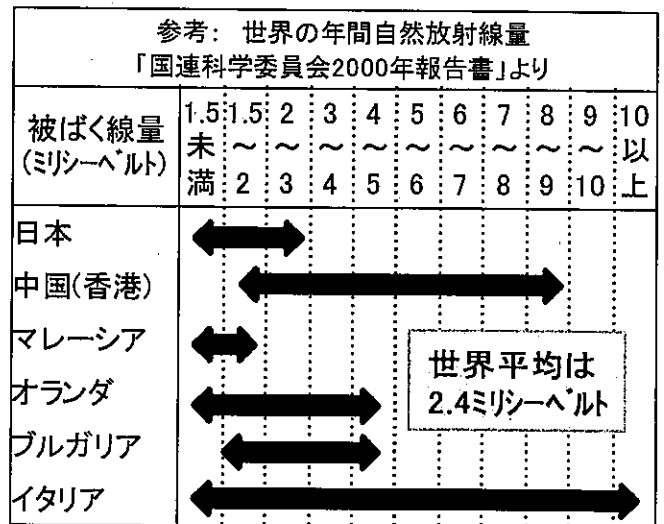 参考: 世界の年間自然放射線量
「国連科学委員会2000年報告書」より
被ばく線量
(ミリシーベルト)
1.5未満
1.5~2
2~3
3~4
4~5
5~6
6~7
7~8
8~9
9~10
10以上
日本
中国(香港)
マレーシア
オランダ
ブルガリア
イタリア
世界平均は
2.4ミリシーベルト